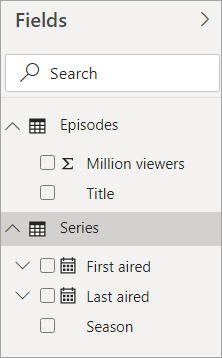 Fields
Search
Episodes
Σ Million viewers
Title
Series
First aired
Last aired
Season